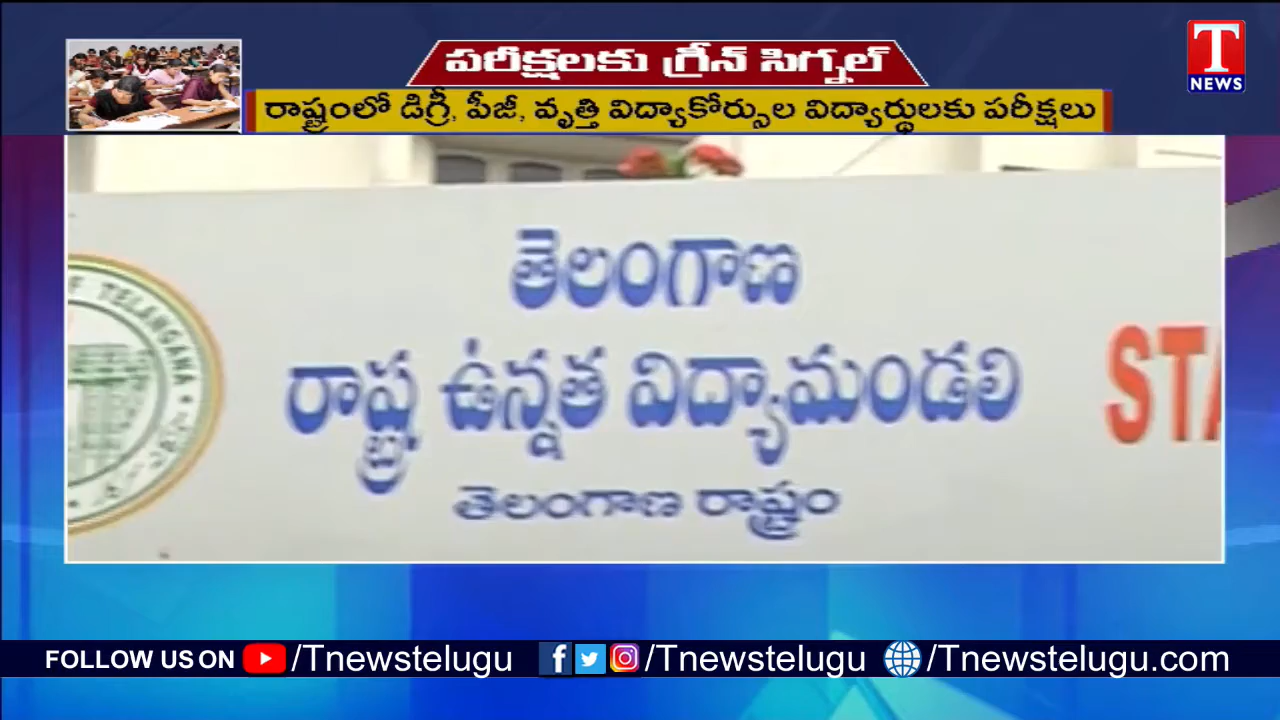 పరీక్షలకు గ్రీన్ సిగ్నల్
T
NEWS
రాష్ట్రంలో డిగ్రీ, పీజీ, వృత్తి విద్యాకోర్సుల విద్యార్థులకు పరీక్షలు
తెలంగాణ
రాష్ట్ర ఉన్నత విద్యామండలి
తెలంగాణ రాష్ట్రం
TELANGANA
STA
FOLLOW US ON /Tnewstelugu /Tnewstelugu /Tnewstelugu.com